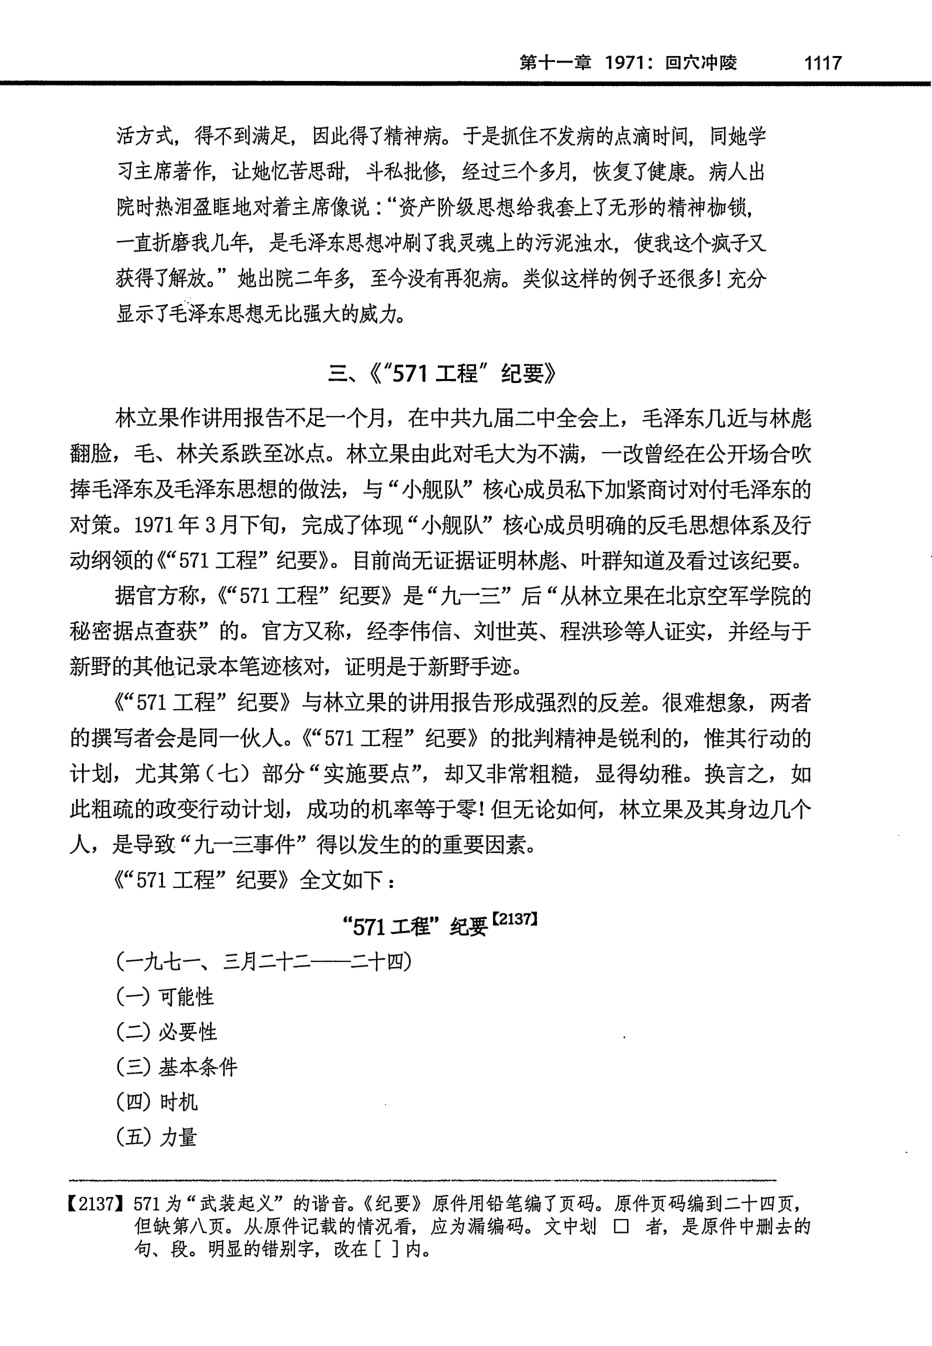 第十一章 1971：回穴冲陵 1117
活方式，得不到满足，因此得了精神病。于是抓住不发病的点滴时间，同她学
习主席著作，让她忆苦思甜，斗私批修，经过三个多月，恢复了健康。病人出
院时热泪盈眶地对着主席像说：“资产阶级思想给我套上了无形的精神枷锁，
一直折磨我几年，是毛泽东思想冲刷了我灵魂上的污泥浊水，使我这个疯子又
获得了解放。”她出院二年多，至今没有再犯病。类似这样的例子还很多！充分
显示了毛泽东思想无比强大的威力。
三、《“571 工程”纪要》
林立果作讲用报告不足一个月，在中共九届二中全会上，毛泽东几近与林彪
翻脸，毛、林关系跌至冰点。林立果由此对毛大为不满，一改曾经在公开场合吹
捧毛泽东及毛泽东思想的做法，与“小舰队”核心成员私下加紧商讨对付毛泽东的
对策。1971 年 3 月下旬，完成了体现“小舰队”核心成员明确的反毛思想体系及行
动纲领的《“571 工程”纪要》。目前尚无证据证明林彪、叶群知道及看过该纪要。
据官方称，《“571 工程”纪要》是“九一三”后“从林立果在北京空军学院的
秘密据点查获”的。官方又称，经李伟信、刘世英、程洪珍等人证实，并经与于
新野的其他记录本笔迹核对，证明是于新野手迹。
《“571 工程”纪要》与林立果的讲用报告形成强烈的反差。很难想象，两者
的撰写者会是同一伙人。《“571 工程”纪要》的批判精神是锐利的，惟其行动的
计划，尤其第（七）部分“实施要点”，却又非常粗糙，显得幼稚。换言之，如
此粗疏的政变行动计划，成功的机率等于零！但无论如何，林立果及其身边几个
人，是导致“九一三事件”得以发生的的重要因素。
《“571 工程”纪要》全文如下：
“571 工程”纪要【2137】
（一九七一、三月二十二——二十四）
（一）可能性
（二）必要性
（三）基本条件
（四）时机
（五）力量
【2137】571 为“武装起义”的谐音。《纪要》原件用铅笔编了页码。原件页码编到二十四页，
但缺第八页。从原件记载的情况看，应为漏编码。文中划 □ 者，是原件中删去的
句、段。明显的错别字，改在［ ］内。